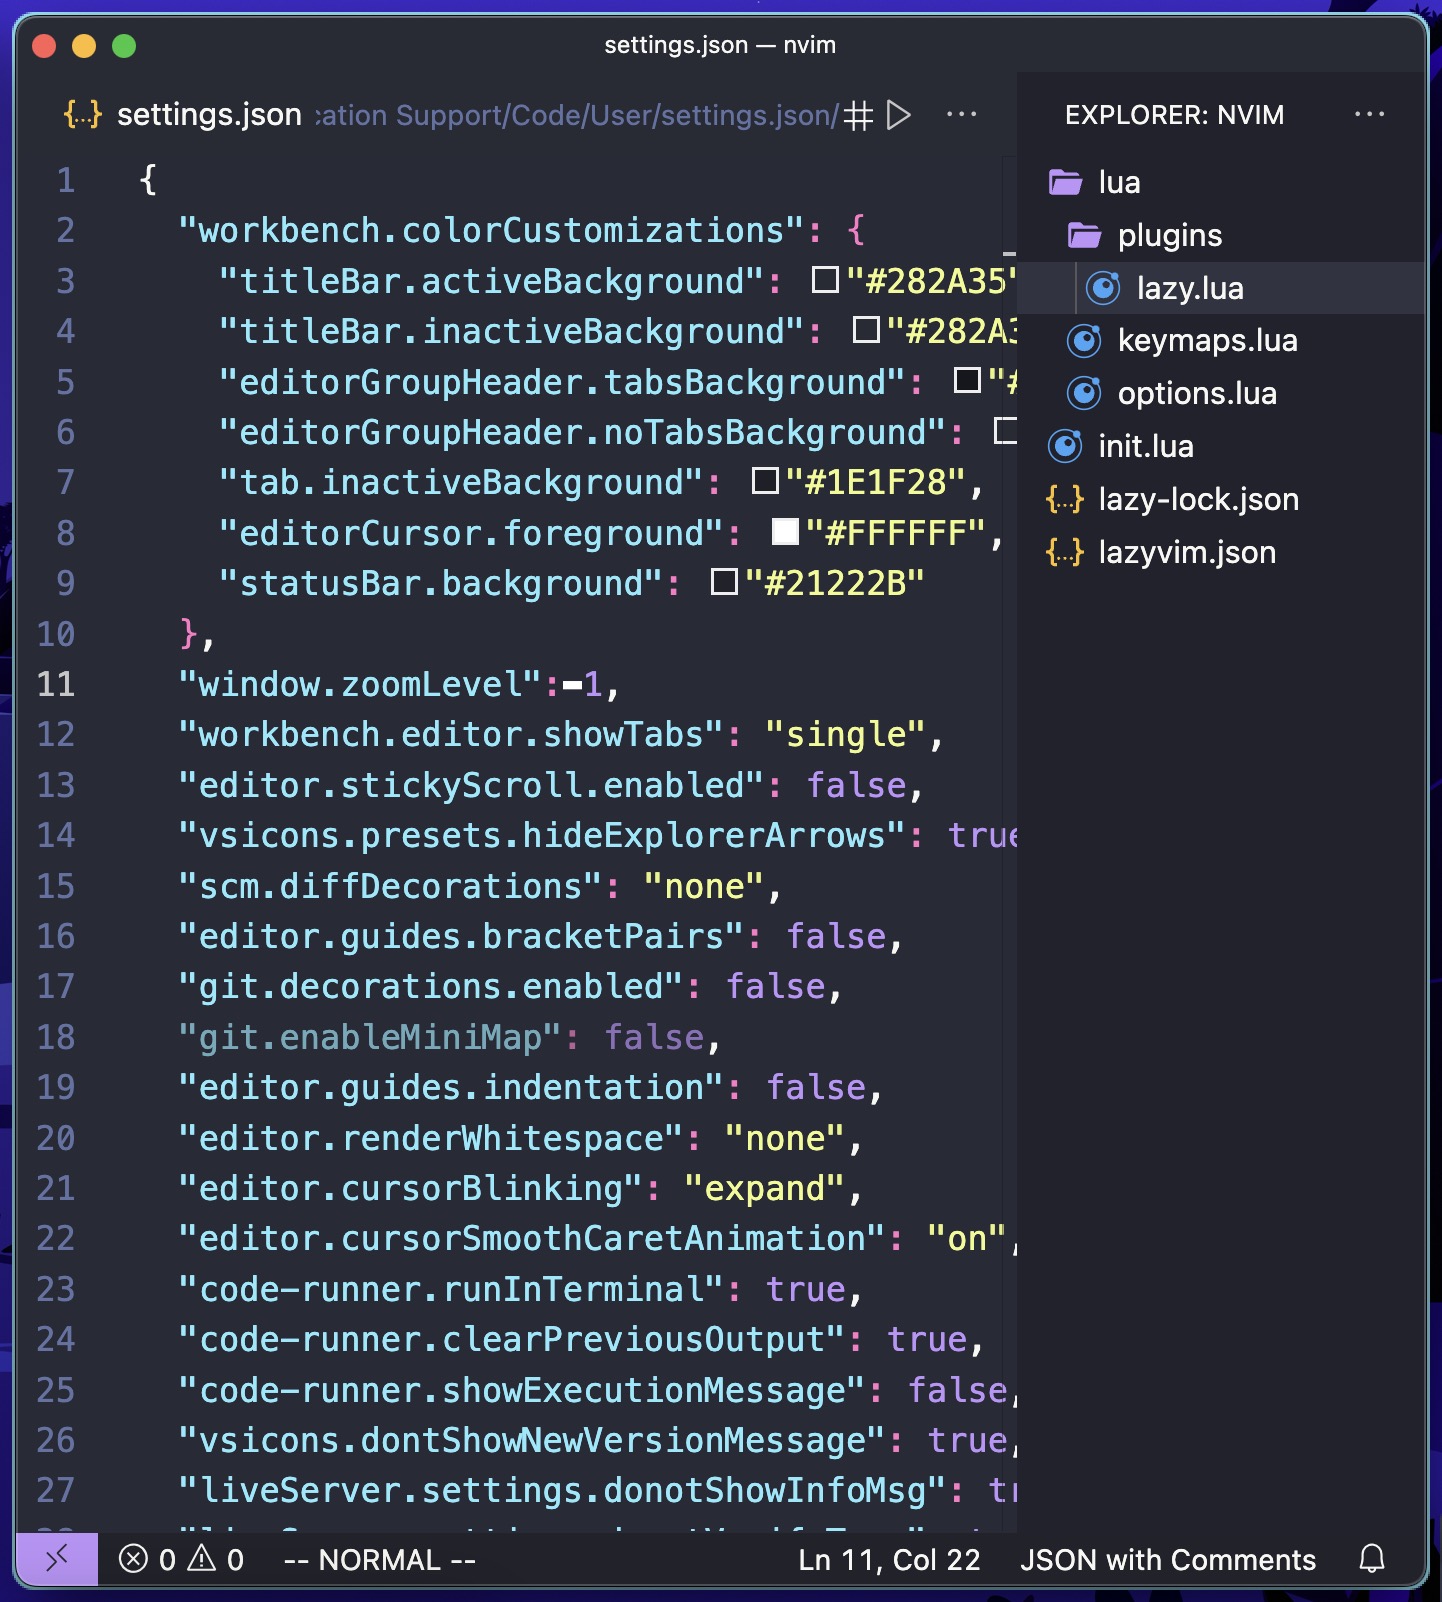 settings.json — nvim
settings.json :ation Support/Code/User/settings.json/
1 {
2 "workbench.colorCustomizations": {
3 "titleBar.activeBackground": "#282A35"
4 "titleBar.inactiveBackground": "#282A3
5 "editorGroupHeader.tabsBackground": "#
6 "editorGroupHeader.noTabsBackground":
7 "tab.inactiveBackground": "#1E1F28",
8 "editorCursor.foreground": "#FFFFFF",
9 "statusBar.background": "#21222B"
10 },
11 "window.zoomLevel":-1,
12 "workbench.editor.showTabs": "single",
13 "editor.stickyScroll.enabled": false,
14 "vsicons.presets.hideExplorerArrows": true
15 "scm.diffDecorations": "none",
16 "editor.guides.bracketPairs": false,
17 "git.decorations.enabled": false,
18 "git.enableMiniMap": false,
19 "editor.guides.indentation": false,
20 "editor.renderWhitespace": "none",
21 "editor.cursorBlinking": "expand",
22 "editor.cursorSmoothCaretAnimation": "on",
23 "code-runner.runInTerminal": true,
24 "code-runner.clearPreviousOutput": true,
25 "code-runner.showExecutionMessage": false,
26 "vsicons.dontShowNewVersionMessage": true,
27 "liveServer.settings.donotShowInfoMsg": tr
EXPLORER: NVIM
lua
plugins
lazy.lua
keymaps.lua
options.lua
init.lua
lazy-lock.json
lazyvim.json
0 0 -- NORMAL -- Ln 11, Col 22 JSON with Comments